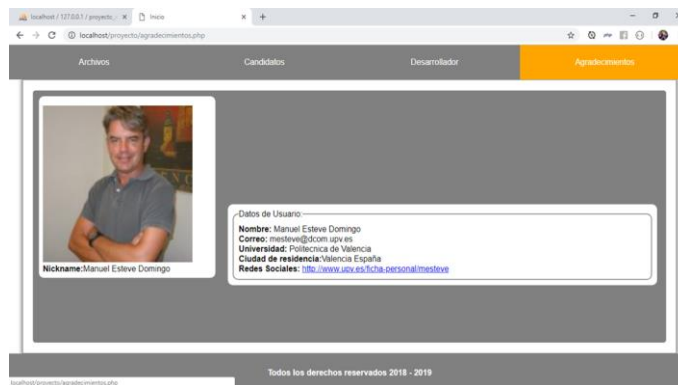 localhost / 127.0.0.1 / proyecto_
Inicio
localhost/proyecto/agradecimientos.php
Archivos
Candidatos
Desarrollador
Agradecimientos
Nickname:Manuel Esteve Domingo
Datos de Usuario:
Nombre: Manuel Esteve Domingo
Correo: mesteve@dcom.upv.es
Universidad: Politecnica de Valencia
Ciudad de residencia:Valencia España
Redes Sociales: http://www.upv.es/ficha-personal/mesteve
Todos los derechos reservados 2018 - 2019
localhost/proyecto/agradecimientos.php